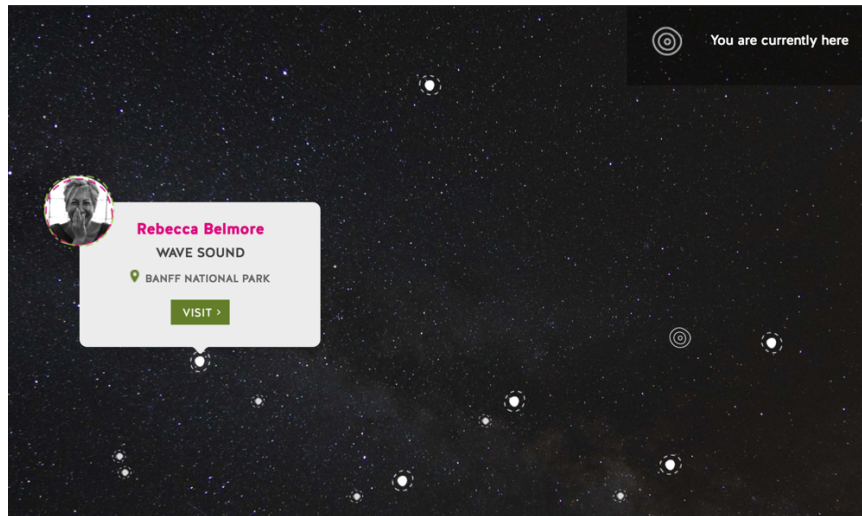 You are currently here
Rebecca Belmore
WAVE SOUND
BANFF NATIONAL PARK
VISIT >